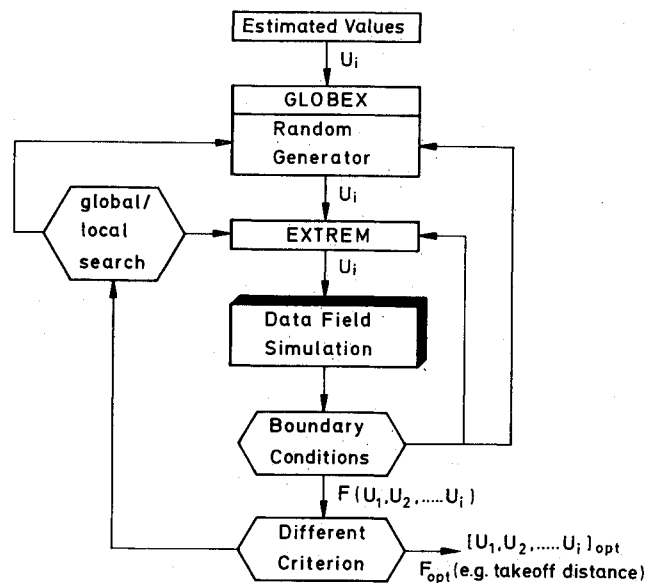 Estimated Values
Ui
GLOBEX
Random
Generator
Ui
global/
local
search
EXTREM
Ui
Data Field
Simulation
Boundary
Conditions
F(U1,U2,.....Ui)
Different
Criterion
[U1,U2,.....Ui]opt
Fopt(e.g. takeoff distance)